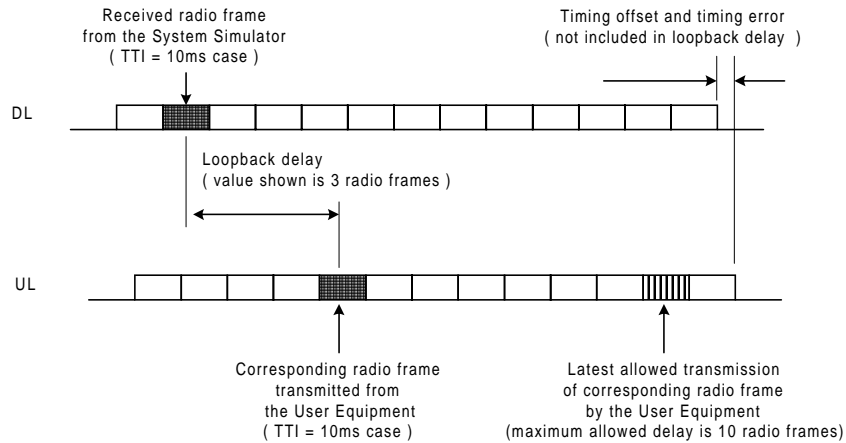 Received radio frame
from the System Simulator
( TTI = 10ms case )
Timing offset and timing error
( not included in loopback delay )
DL
Loopback delay
( value shown is 3 radio frames )
UL
Corresponding radio frame
transmitted from
the User Equipment
( TTI = 10ms case )
Latest allowed transmission
of corresponding radio frame
by the User Equipment
(maximum allowed delay is 10 radio frames)